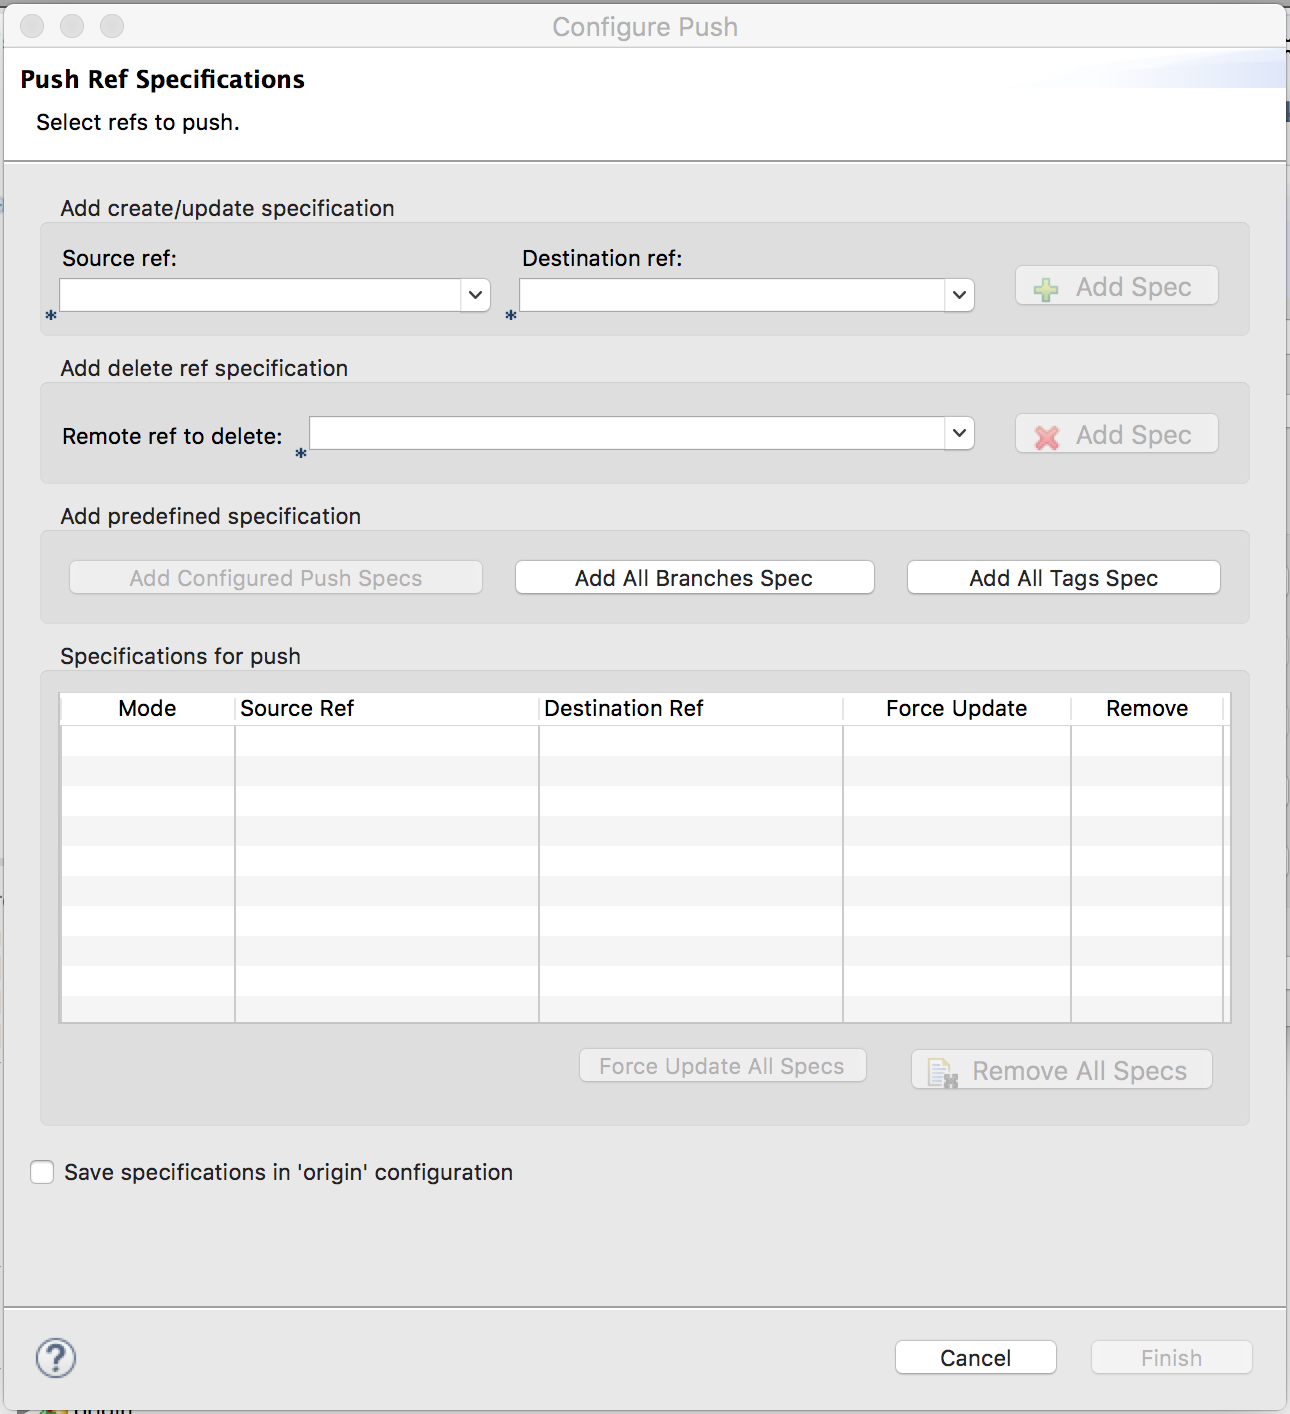 Configure Push
Push Ref Specifications
Select refs to push.
Add create/update specification
Source ref: Destination ref:
* * Add Spec
Add delete ref specification
Remote ref to delete: * Add Spec
Add predefined specification
Add Configured Push Specs Add All Branches Spec Add All Tags Spec
Specifications for push
Mode Source Ref Destination Ref Force Update Remove
Force Update All Specs Remove All Specs
Save specifications in 'origin' configuration
? Cancel Finish